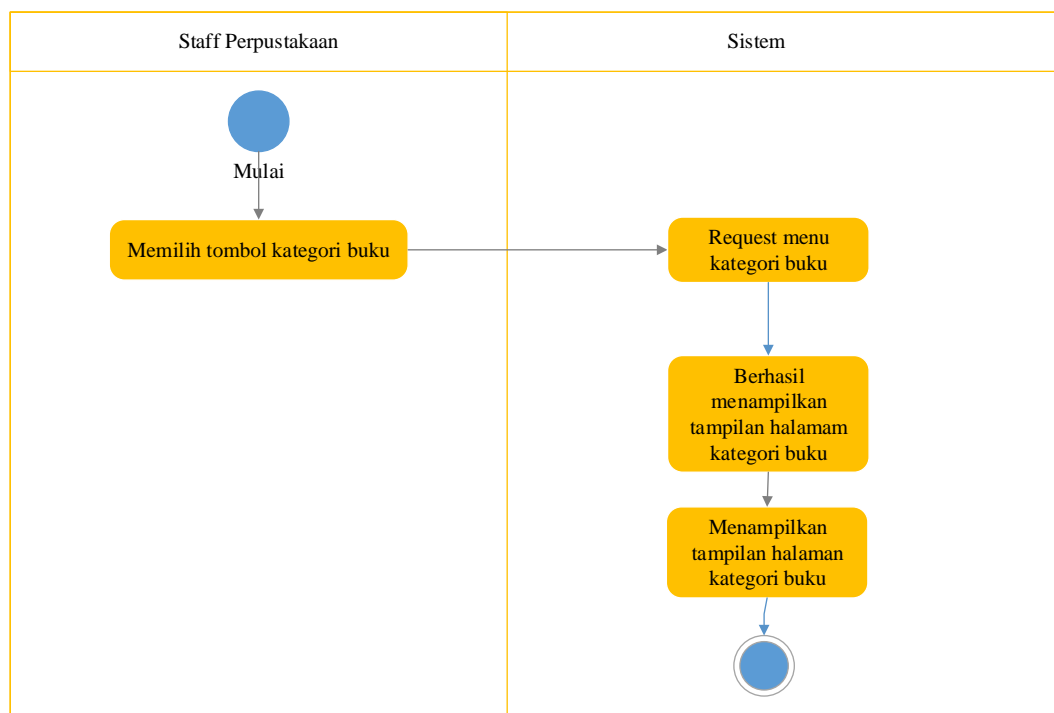 Staff Perpustakaan
Sistem
Mulai
Memilih tombol kategori buku
Request menu
kategori buku
Berhasil
menampilkan
tampilan halamam
kategori buku
Menampilkan
tampilan halaman
kategori buku